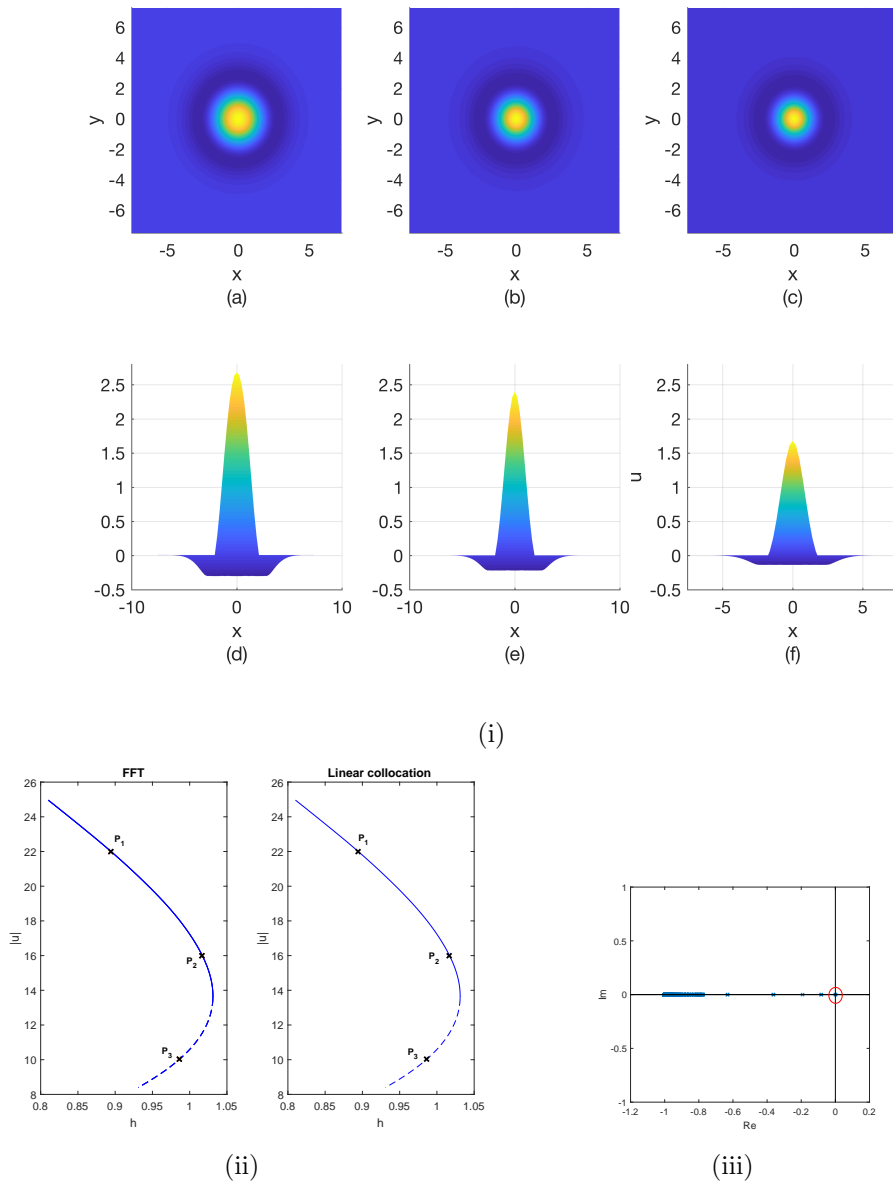 6
4
2
0
-2
-4
-6
y
-5 0 5
x
(a)
6
4
2
0
-2
-4
-6
y
-5 0 5
x
(b)
6
4
2
0
-2
-4
-6
y
-5 0 5
x
(c)
2.5
2
1.5
1
0.5
0
-0.5
-10 0 10
x
(d)
2.5
2
1.5
1
0.5
0
-0.5
-10 0 10
x
(e)
u
2.5
2
1.5
1
0.5
0
-0.5
-5 0 5
x
(f)
(i)
FFT
26
24
22
20
18
16
14
12
10
8
|u|
P1
P2
P3
0.8 0.85 0.9 0.95 1 1.05
h
Linear collocation
26
24
22
20
18
16
14
12
10
8
|u|
P1
P2
P3
0.8 0.85 0.9 0.95 1 1.05
h
(ii)
1
0.5
0
-0.5
-1
Im
-1.2 -1 -0.8 -0.6 -0.4 -0.2 0 0.2
Re
(iii)